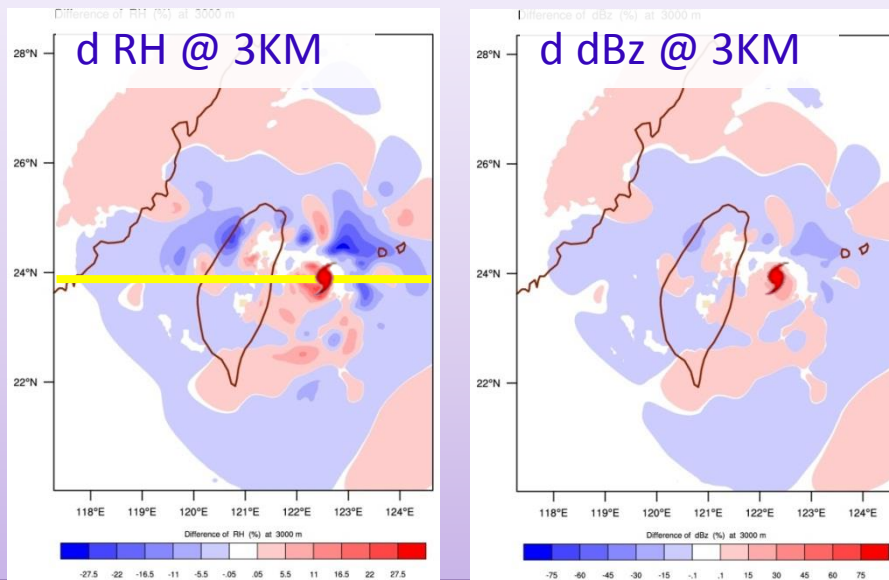 Difference of RH (%) at 3000 m
d RH @ 3KM
28°N
26°N
24°N
22°N
118°E 119°E 120°E 121°E 122°E 123°E 124°E
Difference of RH (%) at 3000 m
-27.5 -22 -16.5 -11 -5.5 -.05 .05 5.5 11 16.5 22 27.5
Difference of dBz (%) at 3000 m
d dBz @ 3KM
28°N
26°N
24°N
22°N
118°E 119°E 120°E 121°E 122°E 123°E 124°E
Difference of dBz (%) at 3000 m
-75 -60 -45 -30 -15 -.1 .1 15 30 45 60 75